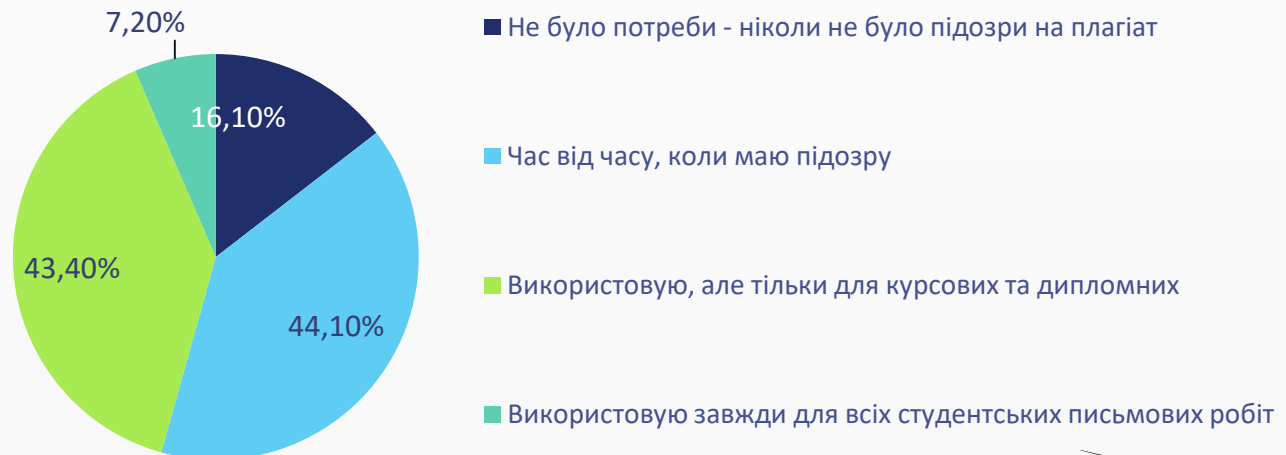 7,20%
16,10%
43,40%
44,10%
Не було потреби - ніколи не було підозри на плагіат
Час від часу, коли маю підозру
Використовую, але тільки для курсових та дипломних
Використовую завжди для всіх студентських письмових робіт